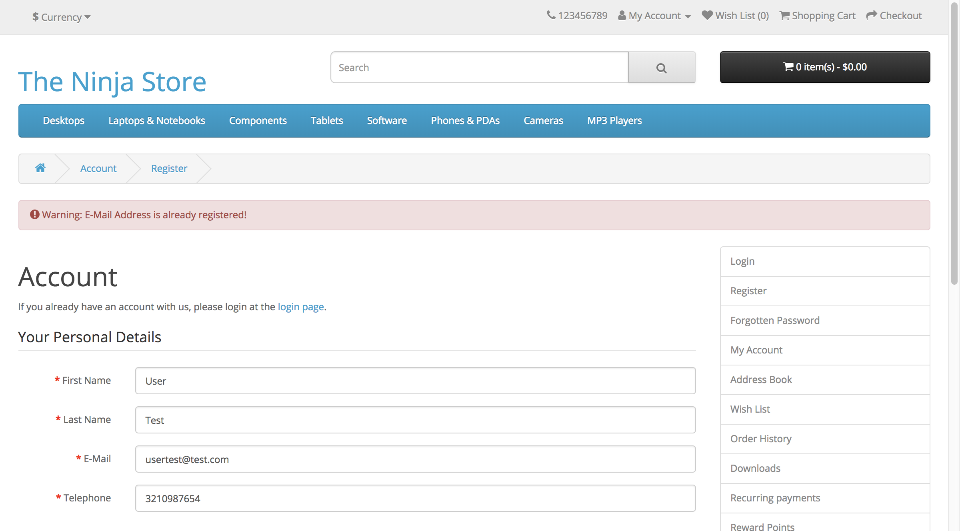 $ Currency
123456789 My Account Wish List (0) Shopping Cart Checkout
The Ninja Store
Search
0 item(s) - $0.00
Desktops Laptops & Notebooks Components Tablets Software Phones & PDAs Cameras MP3 Players
Account Register
Warning: E-Mail Address is already registered!
Account
If you already have an account with us, please login at the login page.
Your Personal Details
* First Name User
* Last Name Test
* E-Mail usertest@test.com
* Telephone 3210987654
Login
Register
Forgotten Password
My Account
Address Book
Wish List
Order History
Downloads
Recurring payments
Reward Points